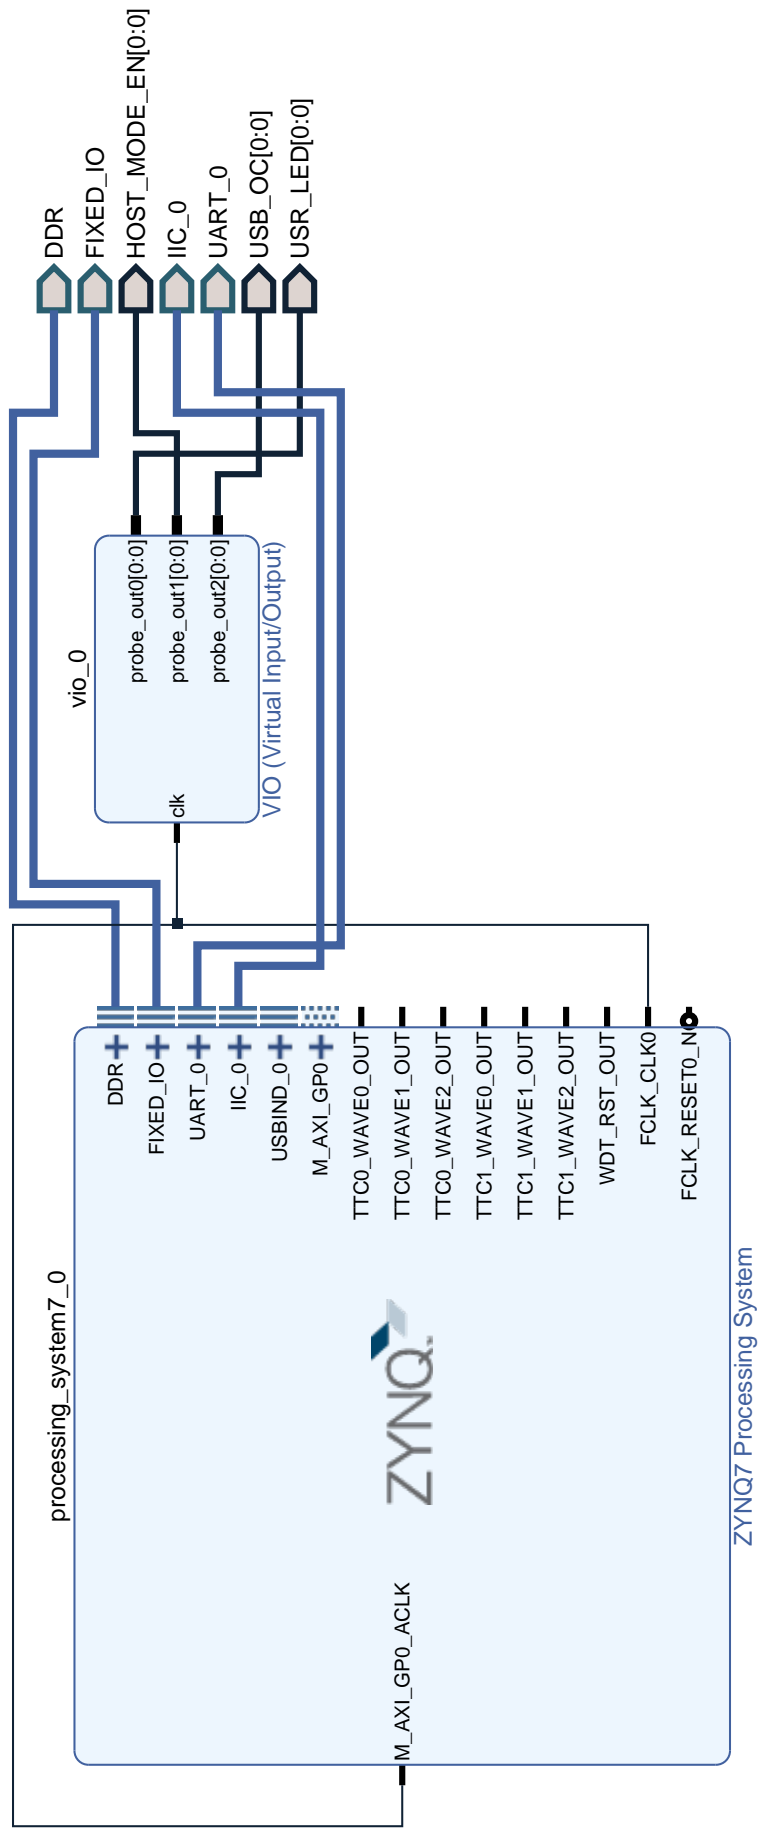 processing_system7_0
DDR
FIXED_IO
UART_0
IIC_0
USBIND_0
M_AXI_GP0
TTC0_WAVE0_OUT
TTC0_WAVE1_OUT
TTC0_WAVE2_OUT
TTC1_WAVE0_OUT
TTC1_WAVE1_OUT
TTC1_WAVE2_OUT
WDT_RST_OUT
FCLK_CLK0
FCLK_RESET0_N
M_AXI_GP0_ACLK
ZYNQ
ZYNQ7 Processing System
vio_0
clk
probe_out0[0:0]
probe_out1[0:0]
probe_out2[0:0]
VIO (Virtual Input/Output)
DDR
FIXED_IO
HOST_MODE_EN[0:0]
IIC_0
UART_0
USB_OC[0:0]
USR_LED[0:0]